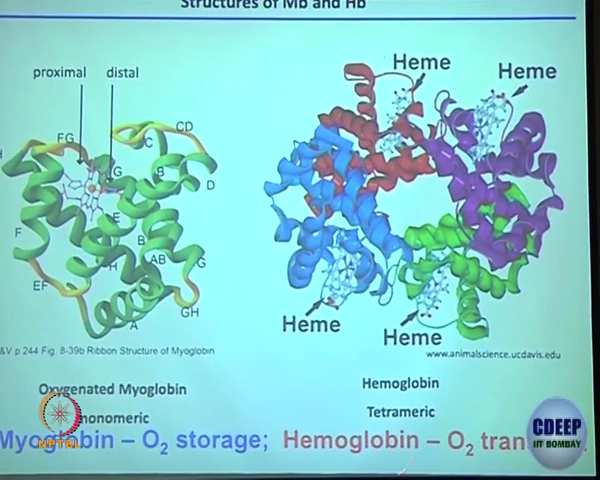 Structures of Mb and Hb
proximal distal
Heme
Heme
FG
CD
C
G
B
D
E
F
B
AB
H
G
EF
GH
A
Heme
Heme
&V p 244 Fig. 8-39b Ribbon Structure of Myoglobin
www.animalscience.ucdavis.edu
Oxygenated Myoglobin
Hemoglobin
monomeric
Tetrameric
Myoglobin – O2 storage; Hemoglobin – O2 tran
NPTEL
CDEEP
IIT BOMBAY